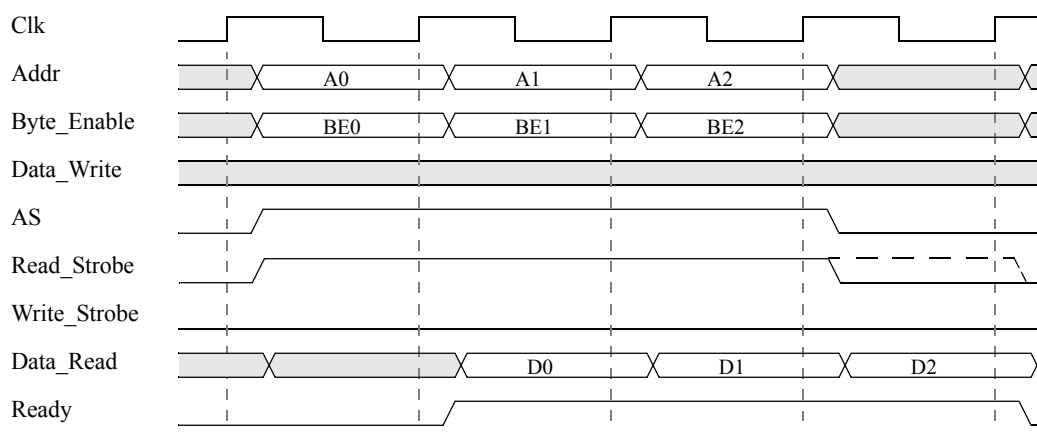 Clk
Addr A0 A1 A2
Byte_Enable BE0 BE1 BE2
Data_Write
AS
Read_Strobe
Write_Strobe
Data_Read D0 D1 D2
Ready